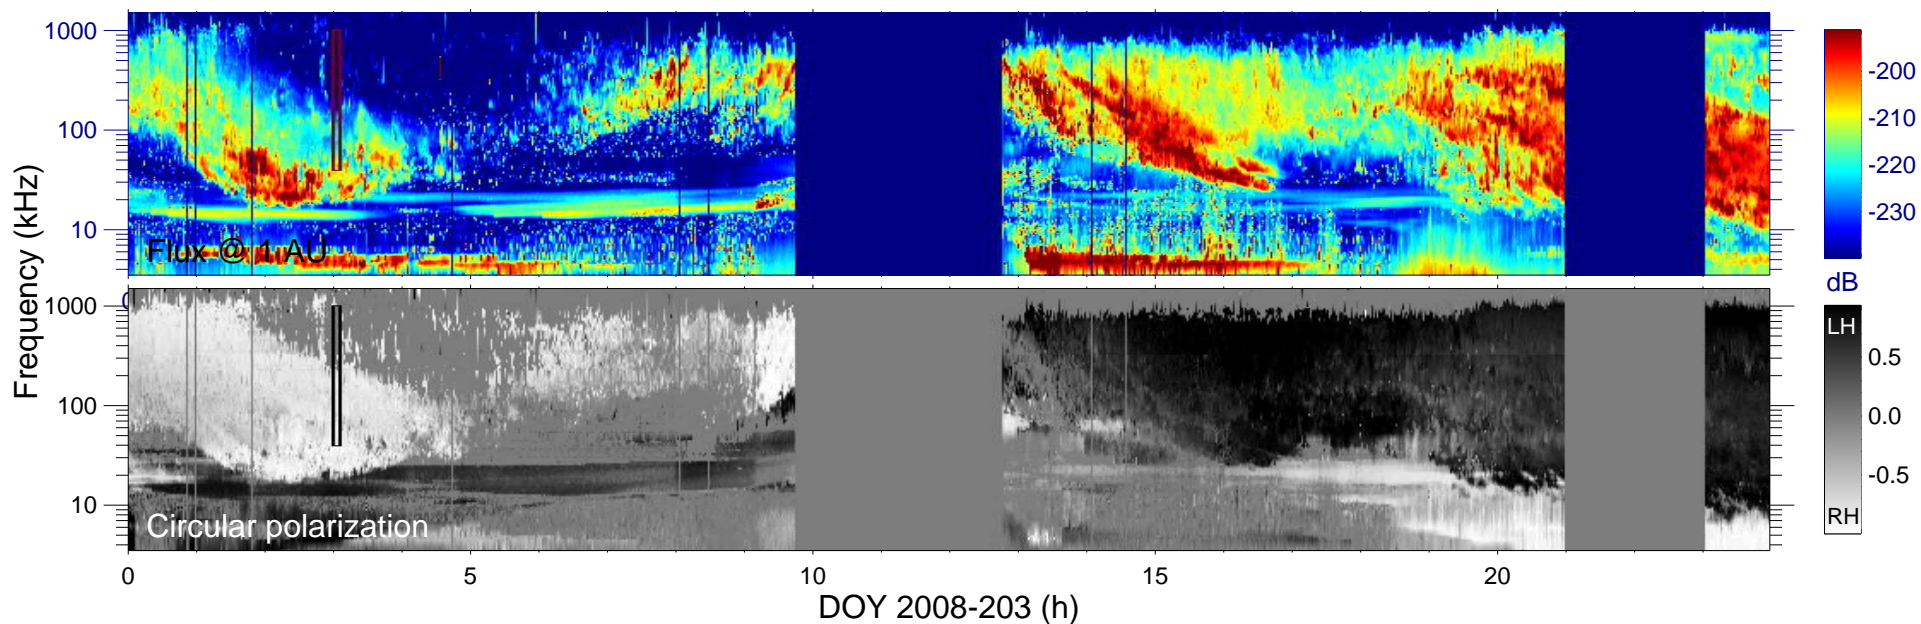 1000
100
10
Flux @ 1 AU
-200
-210
-220
-230
dB
0
Frequency (kHz)
1000
100
10
Circular polarization
LH
0.5
0.0
-0.5
RH
0
5
10
15
20
DOY 2008-203 (h)